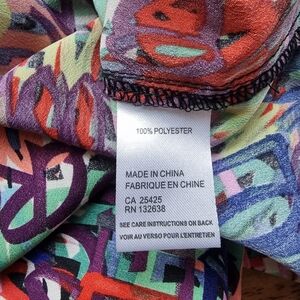 100% POLYESTER
MADE IN CHINA
FABRIQUE EN CHINE
CA 25425
RN 132638
SEE CARE INSTRUCTIONS ON BACK
VOIR AU VERSO POUR L'ENTRETIEN